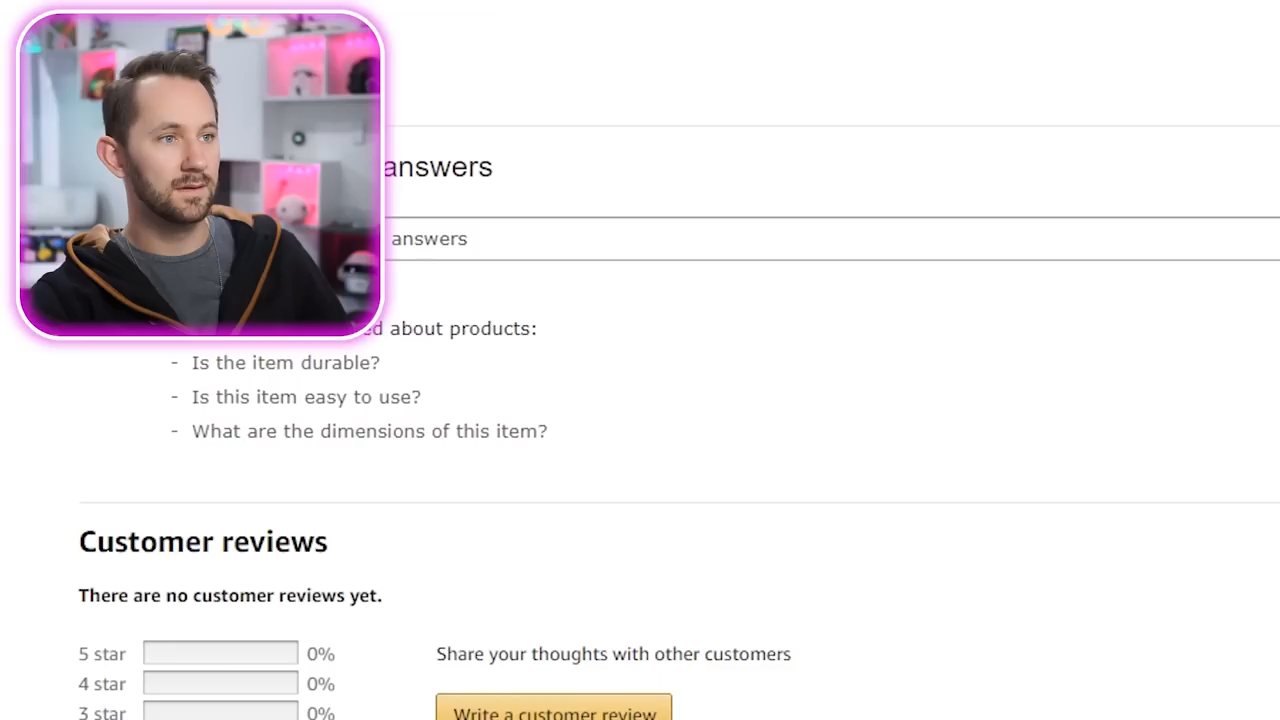 answers
answers
ed about products:
- Is the item durable?
- Is this item easy to use?
- What are the dimensions of this item?
Customer reviews
There are no customer reviews yet.
5 star 0%
4 star 0%
3 star 0%
Share your thoughts with other customers
Write a customer review